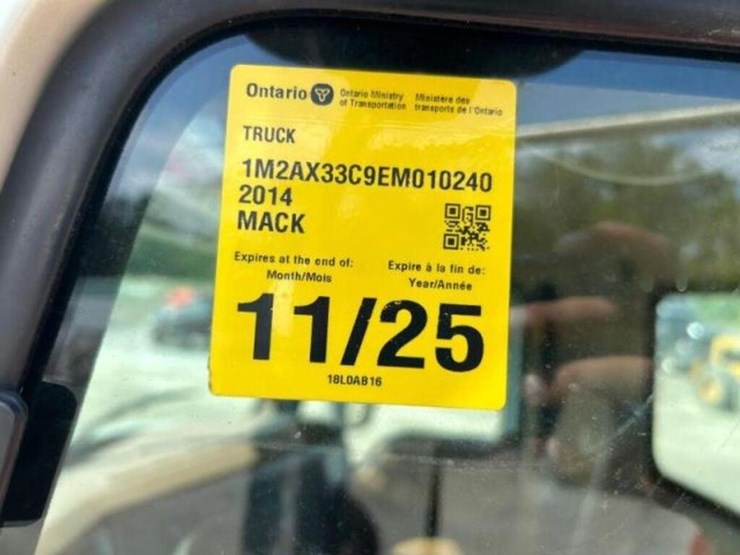 Ontario
Ontario Ministry
of Transportation
Ministère des
transports de l'Ontario
TRUCK
1M2AX33C9EM010240
2014
MACK
Expires at the end of:
Month/Mois
Expire à la fin de:
Year/Année
11/25
18L0AB16